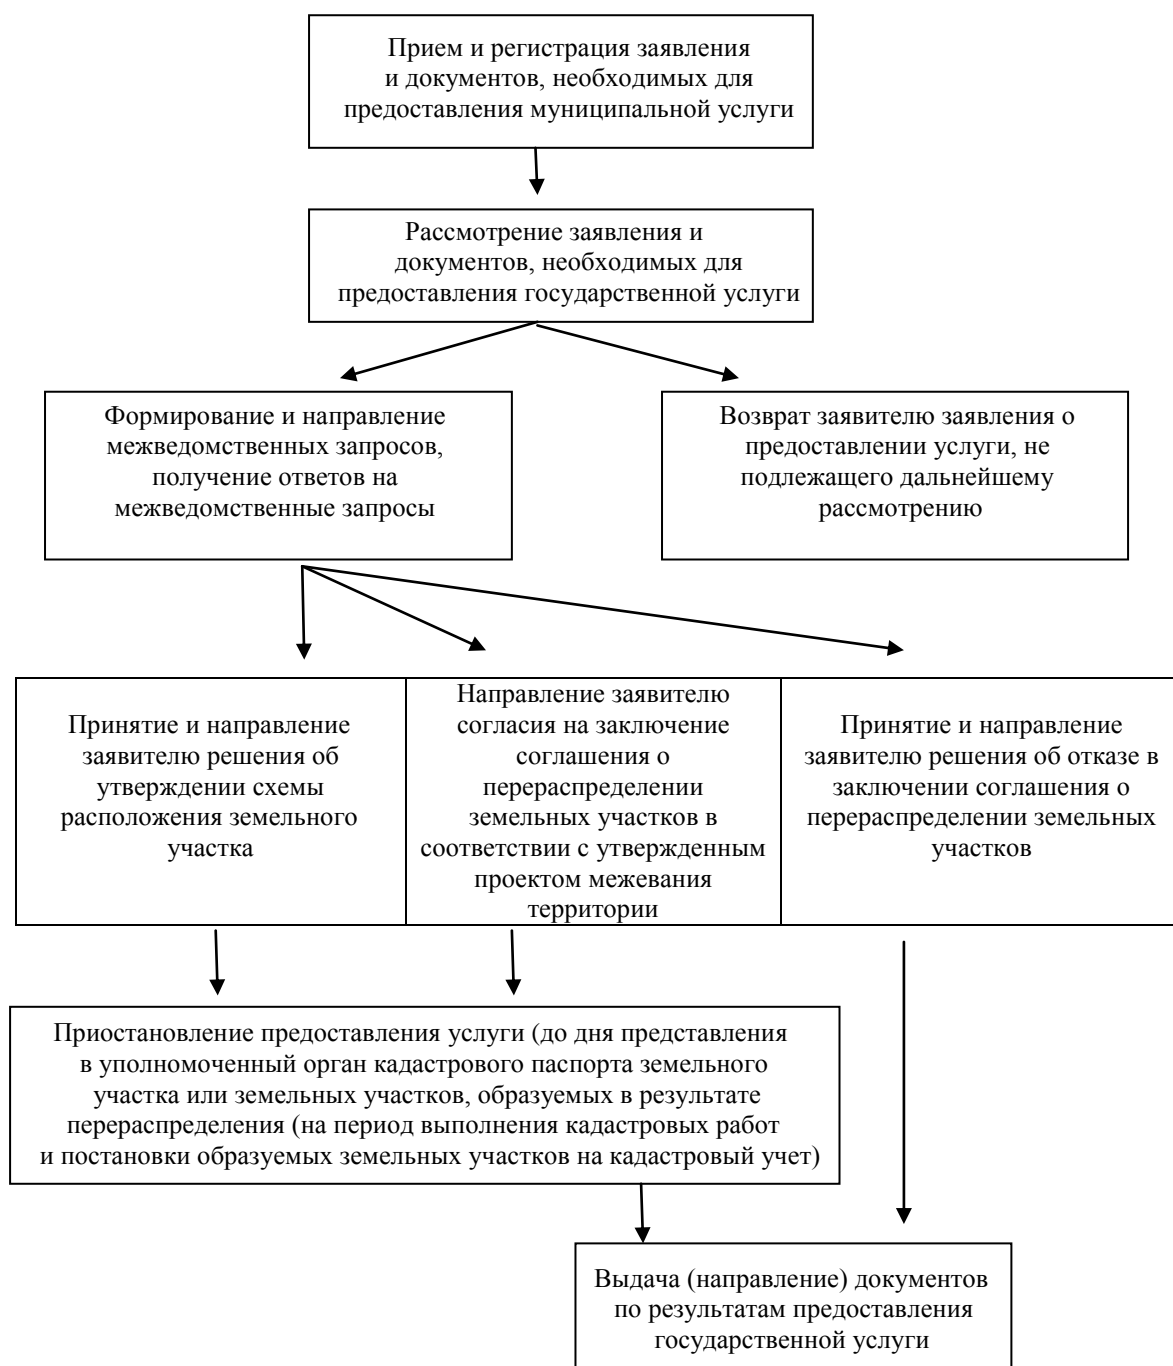 Прием и регистрация заявления
и документов, необходимых для
предоставления муниципальной услуги
Рассмотрение заявления и
документов, необходимых для
предоставления государственной услуги
Формирование и направление
межведомственных запросов,
получение ответов на
межведомственные запросы
Возврат заявителю заявления о
предоставлении услуги, не
подлежащего дальнейшему
рассмотрению
Принятие и направление
заявителю решения об
утверждении схемы
расположения земельного
участка
Направление заявителю
согласия на заключение
соглашения о
перераспределении
земельных участков в
соответствии с утвержденным
проектом межевания
территории
Принятие и направление
заявителю решения об отказе в
заключении соглашения о
перераспределении земельных
участков
Приостановление предоставления услуги (до дня представления
в уполномоченный орган кадастрового паспорта земельного
участка или земельных участков, образуемых в результате
перераспределения (на период выполнения кадастровых работ
и постановки образуемых земельных участков на кадастровый учет)
Выдача (направление) документов
по результатам предоставления
государственной услуги